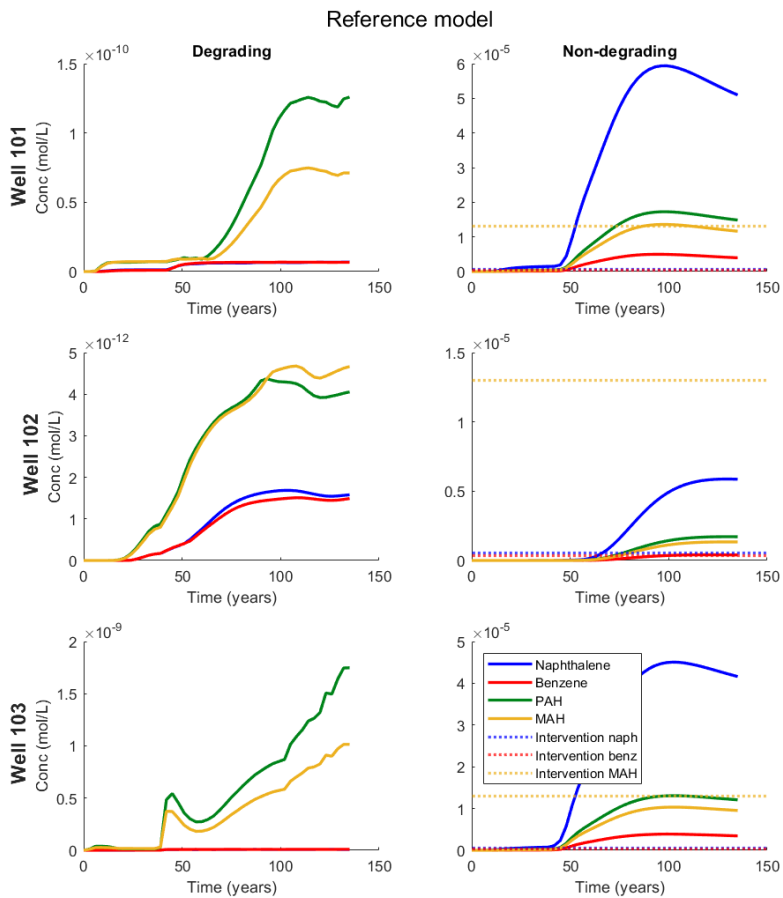 Reference model
Degrading
Non-degrading
×10⁻¹⁰
1.5
1
0.5
0
0 50 100 150
Time (years)
Well 101
Conc (mol/L)
×10⁻⁵
6
5
4
3
2
1
0
0 50 100 150
Time (years)
×10⁻¹²
5
4
3
2
1
0
0 50 100 150
Time (years)
Well 102
Conc (mol/L)
×10⁻⁵
1.5
1
0.5
0
0 50 100 150
Time (years)
×10⁻⁹
2
1.5
1
0.5
0
0 50 100 150
Time (years)
Well 103
Conc (mol/L)
×10⁻⁵
5
4
3
2
1
0
0 50 100 150
Time (years)
Naphthalene
Benzene
PAH
MAH
Intervention naph
Intervention benz
Intervention MAH